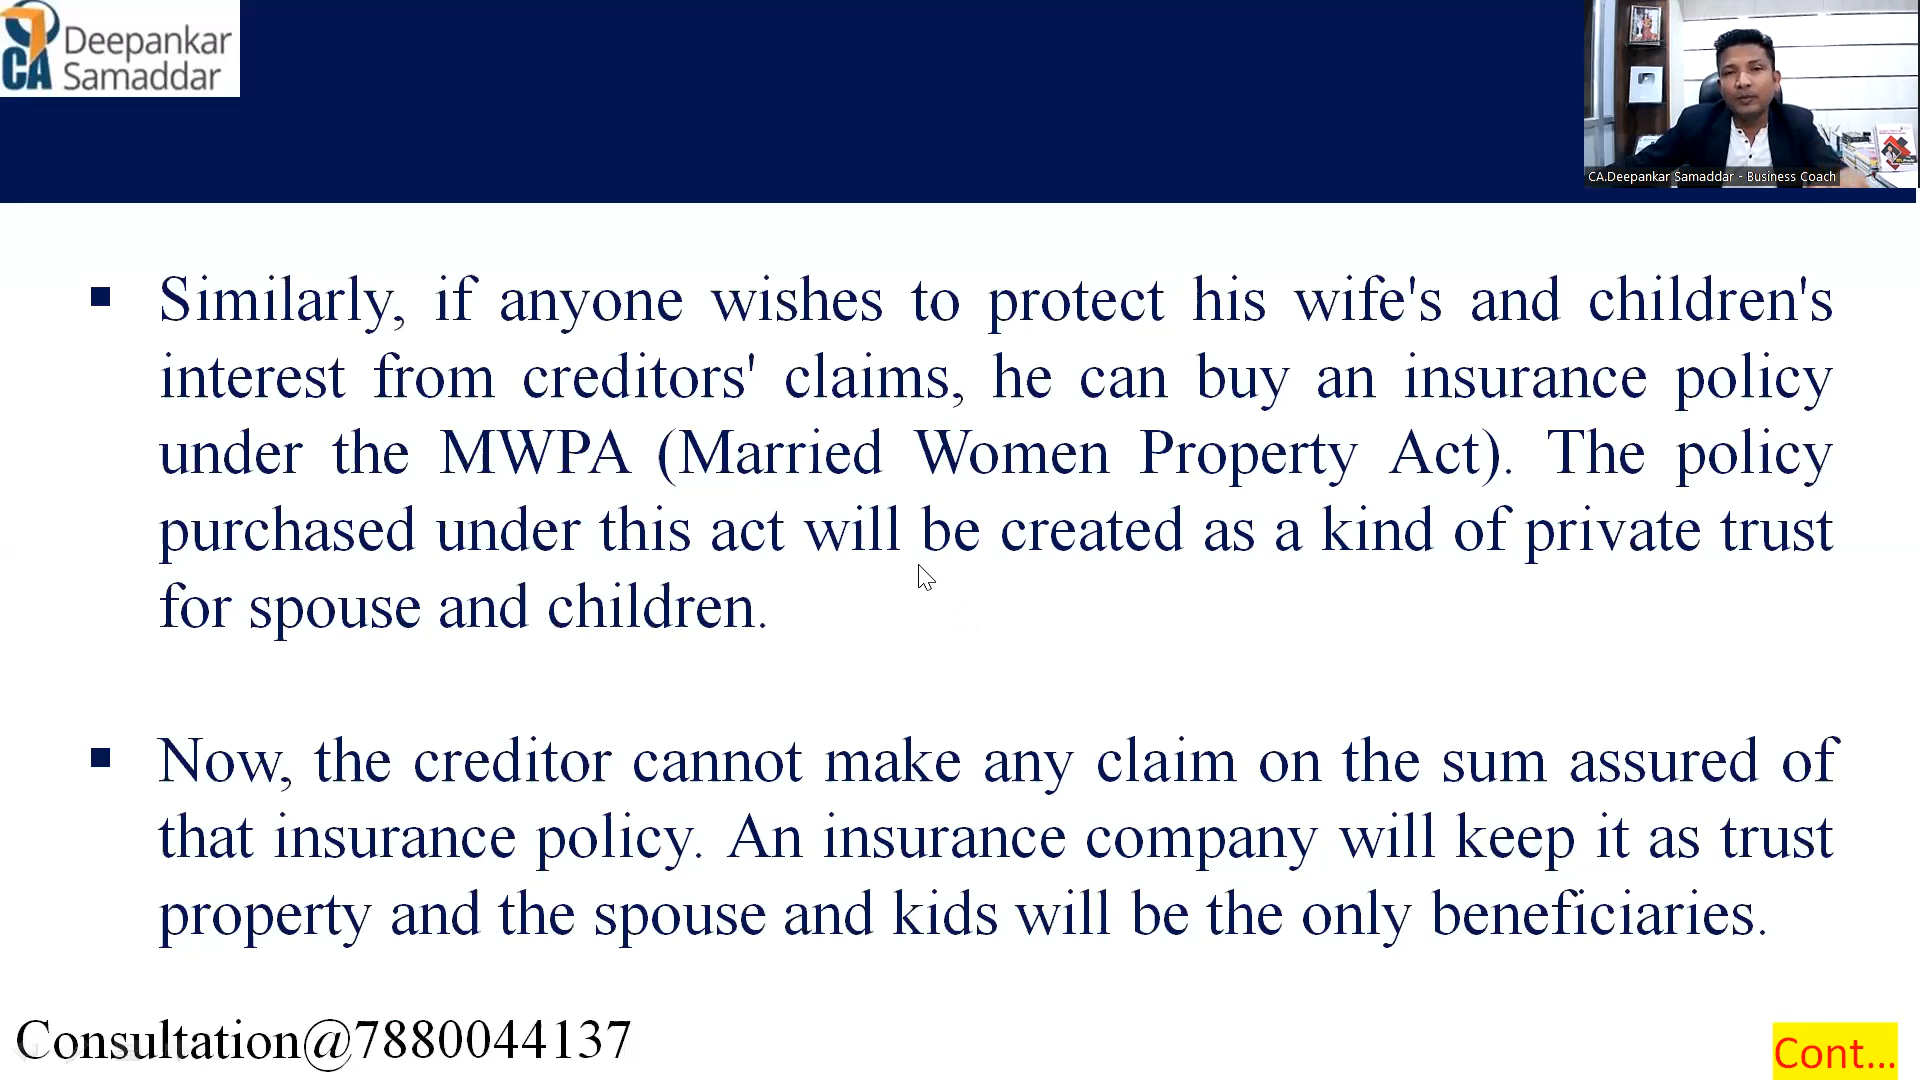 CA Deepankar
Samaddar
CA.Deepankar Samaddar - Business Coach
▪ Similarly, if anyone wishes to protect his wife's and children's
interest from creditors' claims, he can buy an insurance policy
under the MWPA (Married Women Property Act). The policy
purchased under this act will be created as a kind of private trust
for spouse and children.
▪ Now, the creditor cannot make any claim on the sum assured of
that insurance policy. An insurance company will keep it as trust
property and the spouse and kids will be the only beneficiaries.
Consultation@7880044137
Cont...